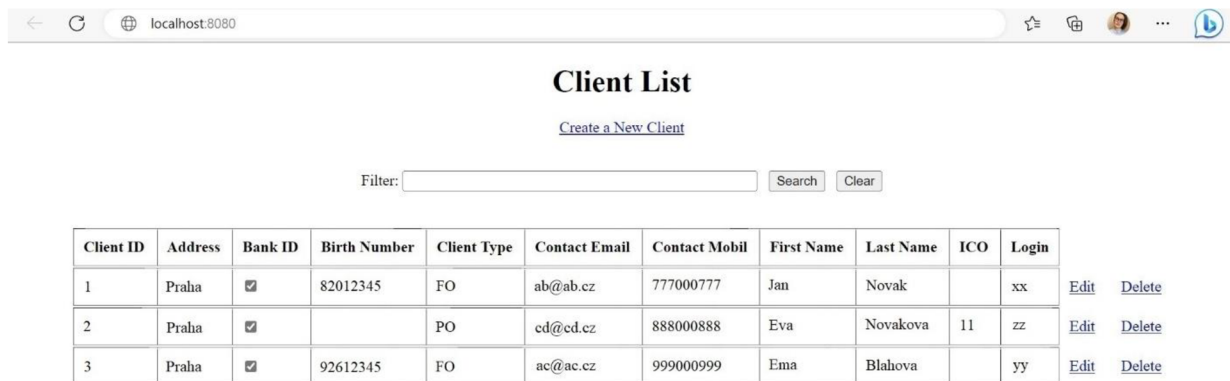 localhost:8080
Client List
Create a New Client
Filter: Search Clear
Client ID Address Bank ID Birth Number Client Type Contact Email Contact Mobil First Name Last Name ICO Login
1 Praha 82012345 FO ab@ab.cz 777000777 Jan Novak xx Edit Delete
2 Praha PO cd@cd.cz 888000888 Eva Novakova 11 zz Edit Delete
3 Praha 92612345 FO ac@ac.cz 999000999 Ema Blahova yy Edit Delete